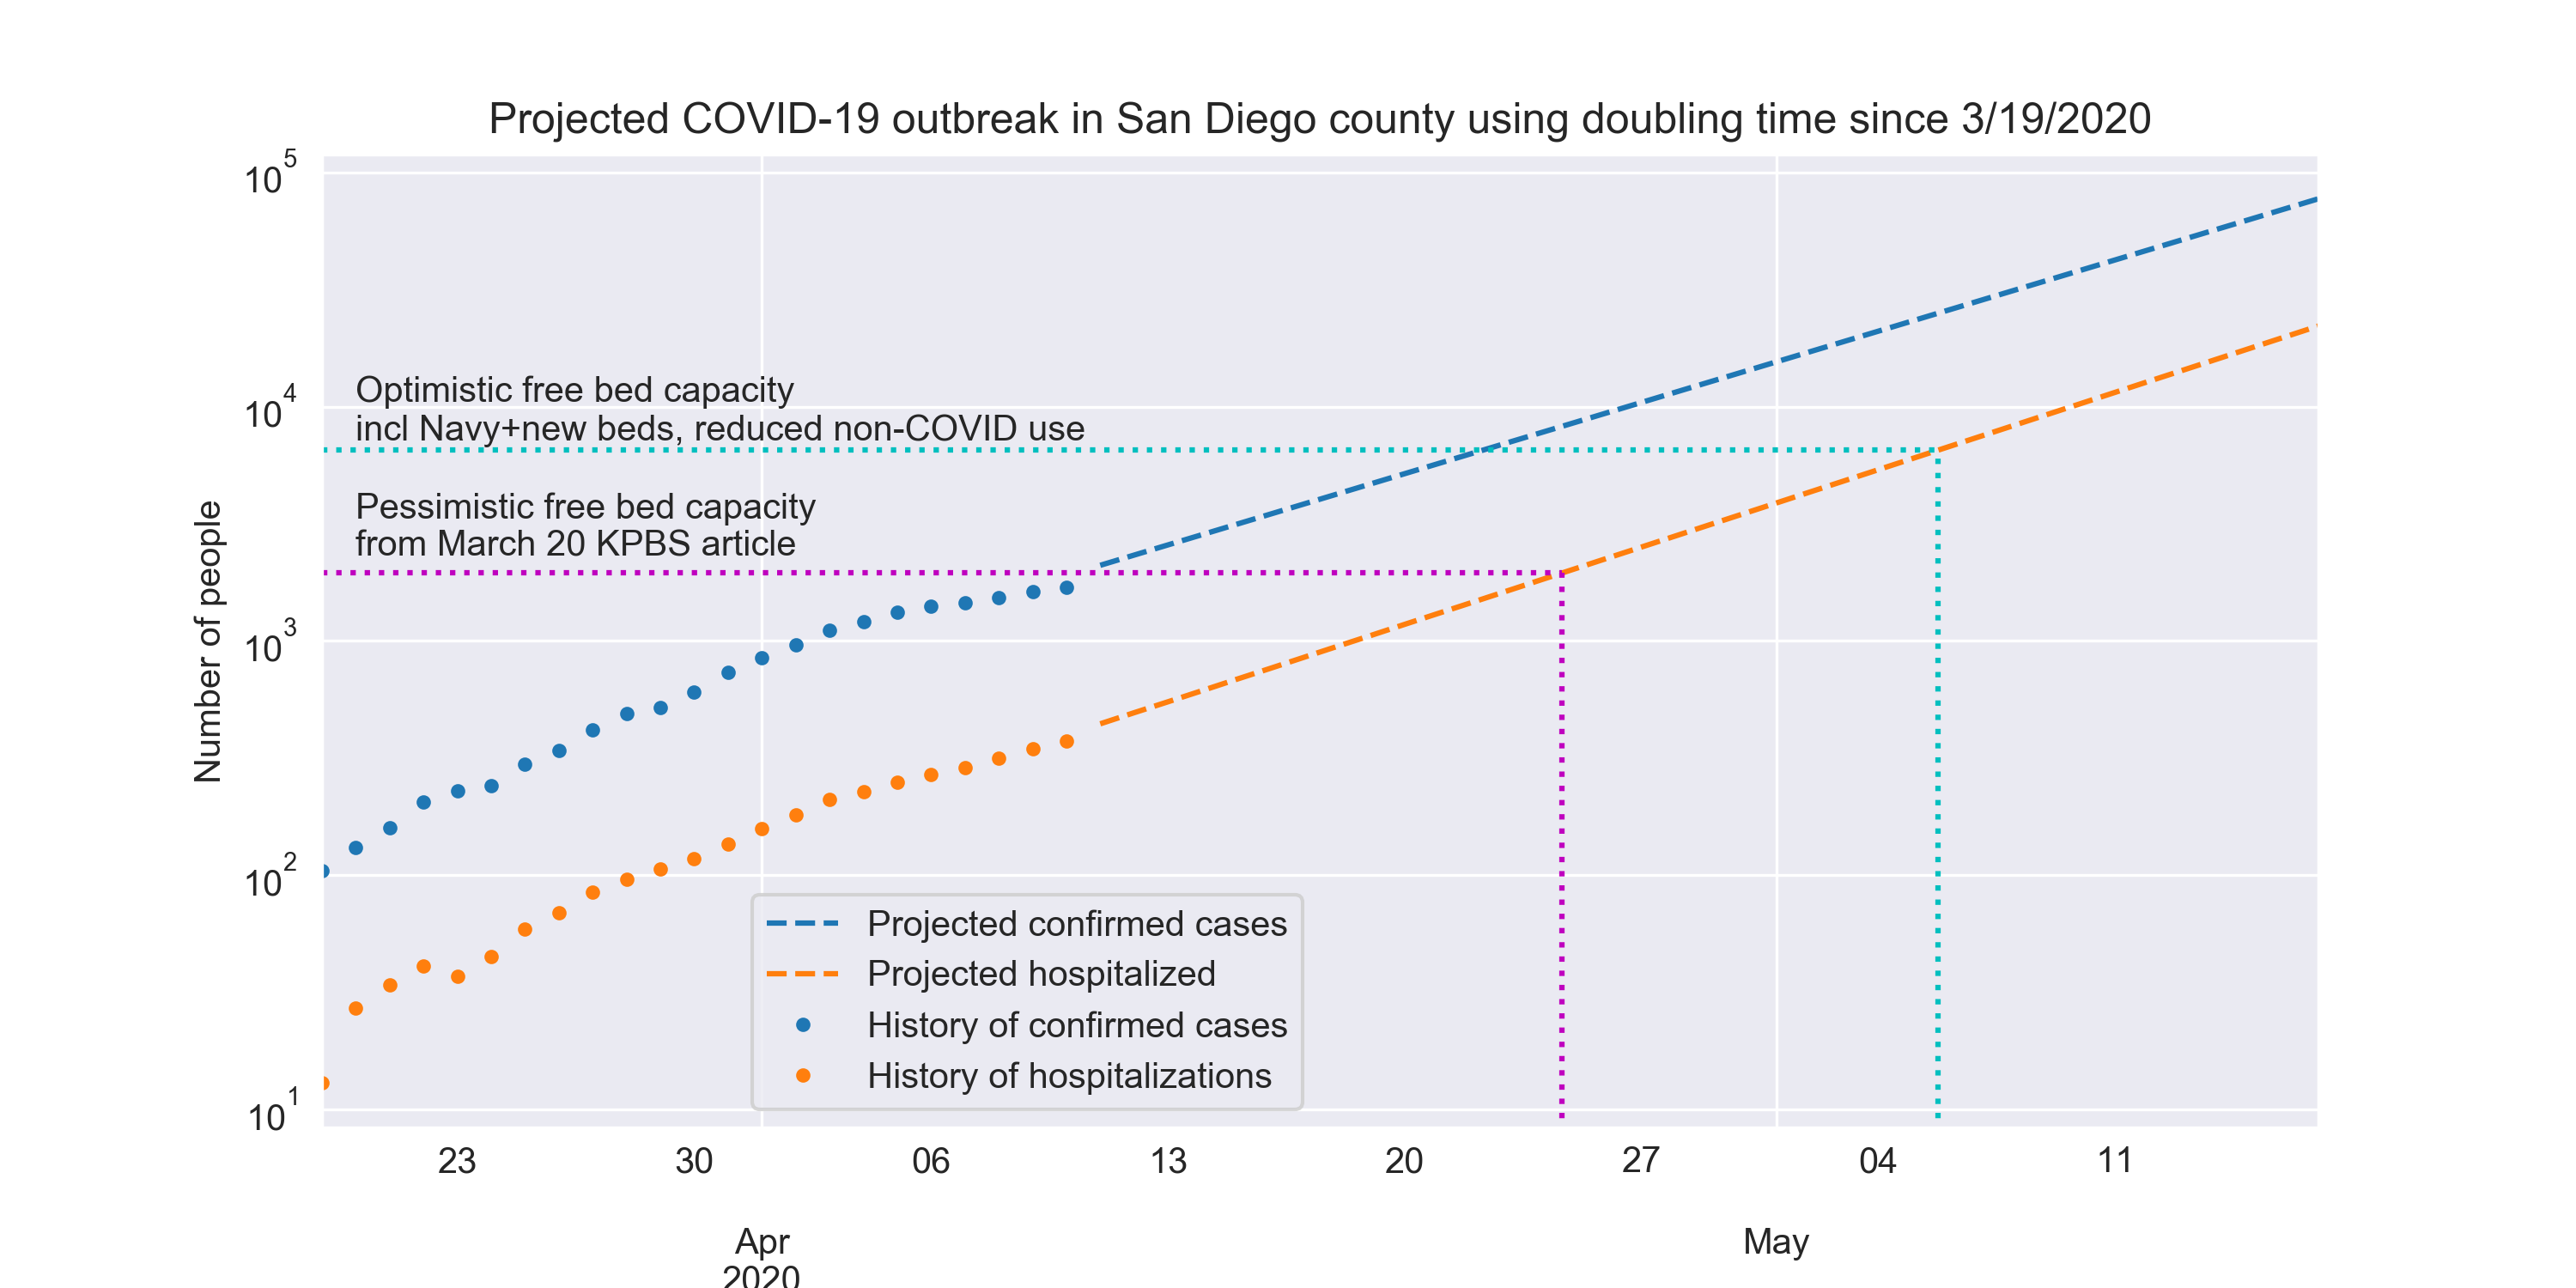 Projected COVID-19 outbreak in San Diego county using doubling time since 3/19/2020
Number of people
10^5
10^4
10^3
10^2
10^1
Optimistic free bed capacity
incl Navy+new beds, reduced non-COVID use
Pessimistic free bed capacity
from March 20 KPBS article
Projected confirmed cases
Projected hospitalized
History of confirmed cases
History of hospitalizations
23 30 06 13 20 27 04 11
Apr May
2020